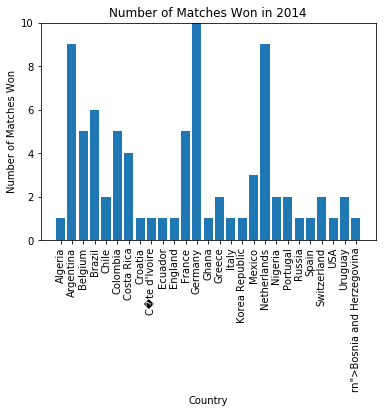 Number of Matches Won in 2014
Number of Matches Won
10
8
6
4
2
0
Algeria
Argentina
Belgium
Brazil
Chile
Colombia
Costa Rica
Croatia
C�te d'Ivoire
Ecuador
England
France
Germany
Ghana
Greece
Italy
Korea Republic
Mexico
Netherlands
Nigeria
Portugal
Russia
Spain
Switzerland
USA
Uruguay
rn">Bosnia and Herzegovina
Country